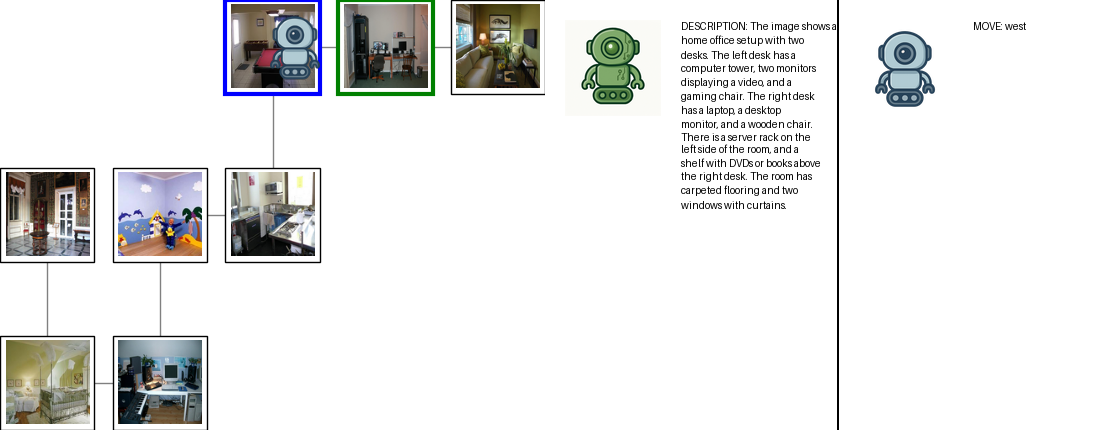 DESCRIPTION: The image shows a
home office setup with two
desks. The left desk has a
computer tower, two monitors
displaying a video, and a
gaming chair. The right desk
has a laptop, a desktop
monitor, and a wooden chair.
There is a server rack on the
left side of the room, and a
shelf with DVDs or books above
the right desk. The room has
carpeted flooring and two
windows with curtains.
MOVE: west